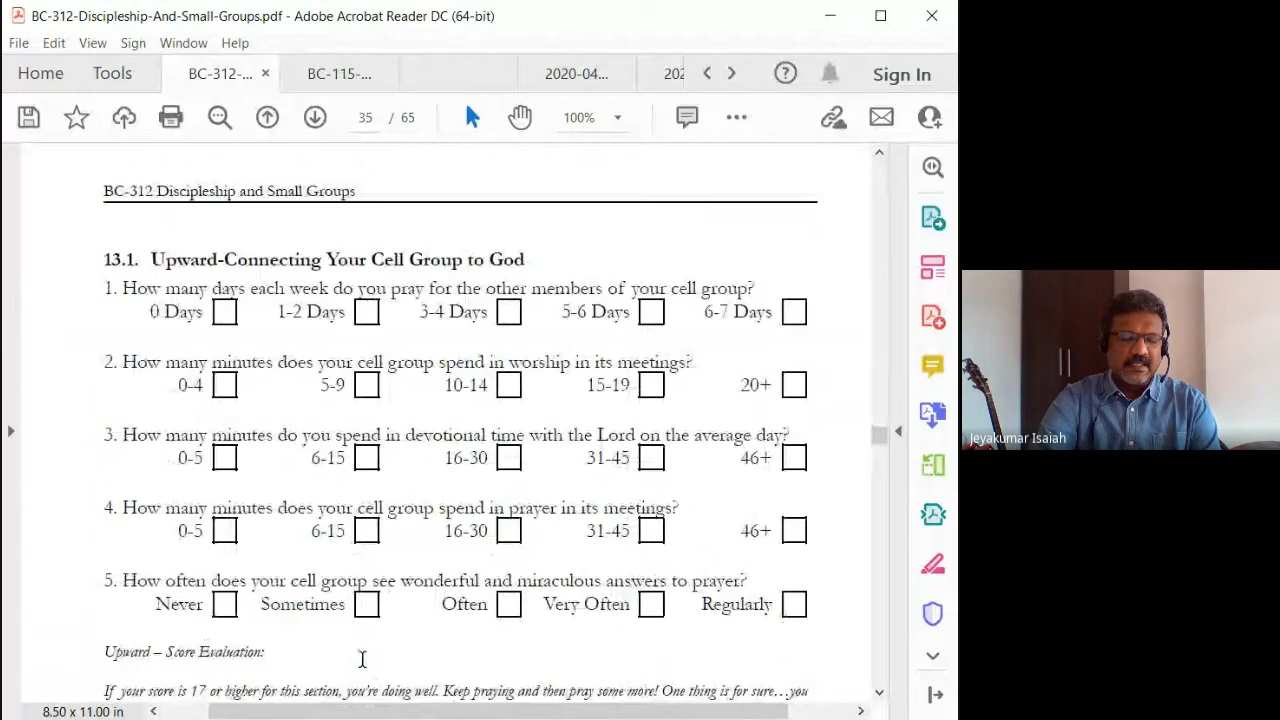 BC-312-Discipleship-And-Small-Groups.pdf - Adobe Acrobat Reader DC (64-bit)
File Edit View Sign Window Help
Home Tools BC-312-... × BC-115-... 2020-04... 202 Sign In
35 / 65 100%
BC-312 Discipleship and Small Groups
13.1. Upward-Connecting Your Cell Group to God
1. How many days each week do you pray for the other members of your cell group?
0 Days 1-2 Days 3-4 Days 5-6 Days 6-7 Days
2. How many minutes does your cell group spend in worship in its meetings?
0-4 5-9 10-14 15-19 20+
3. How many minutes do you spend in devotional time with the Lord on the average day?
0-5 6-15 16-30 31-45 46+
4. How many minutes does your cell group spend in prayer in its meetings?
0-5 6-15 16-30 31-45 46+
5. How often does your cell group see wonderful and miraculous answers to prayer?
Never Sometimes Often Very Often Regularly
Upward – Score Evaluation:
If your score is 17 or higher for this section, you're doing well. Keep praying and then pray some more! One thing is for sure…you
8.50 x 11.00 in
Jeyakumar Isaiah